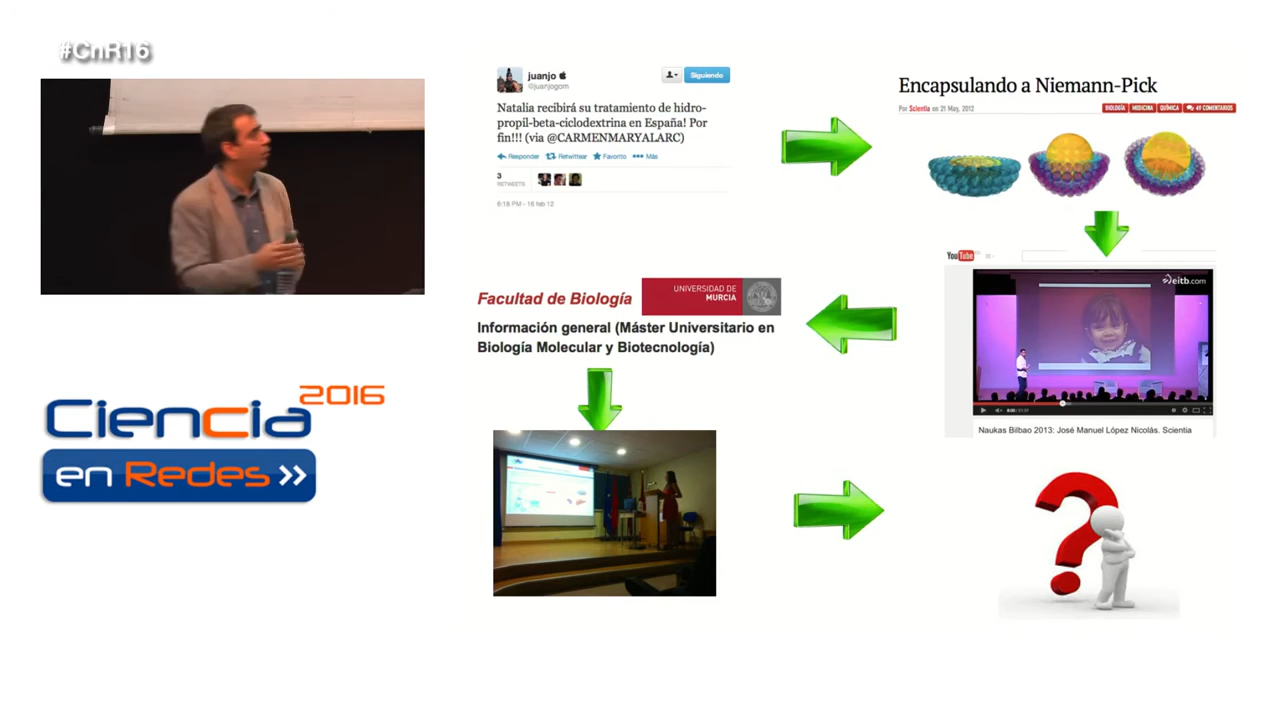 #CnR16
juanjo
@juanjogom
Siguiendo
Natalia recibirá su tratamiento de hidro-
propil-beta-ciclodextrina en España! Por
fin!!! (via @CARMENMARYALARC)
Responder Retwittear Favorito Más
3
RETWEETS
6:18 PM - 16 feb 12
Encapsulando a Niemann-Pick
Por Scientia on 21 May, 2012
BIOLOGÍA MEDICINA QUÍMICA 49 COMENTARIOS
YouTube
eitb.com
Naukas Bilbao 2013: José Manuel López Nicolás. Scientia
Facultad de Biología
UNIVERSIDAD DE
MURCIA
Información general (Máster Universitario en
Biología Molecular y Biotecnología)
Ciencia 2016
en Redes >>
?